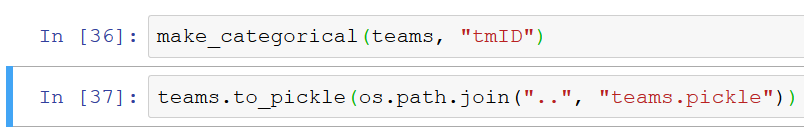 In [36]: make_categorical(teams, "tmID")
In [37]: teams.to_pickle(os.path.join("..", "teams.pickle"))